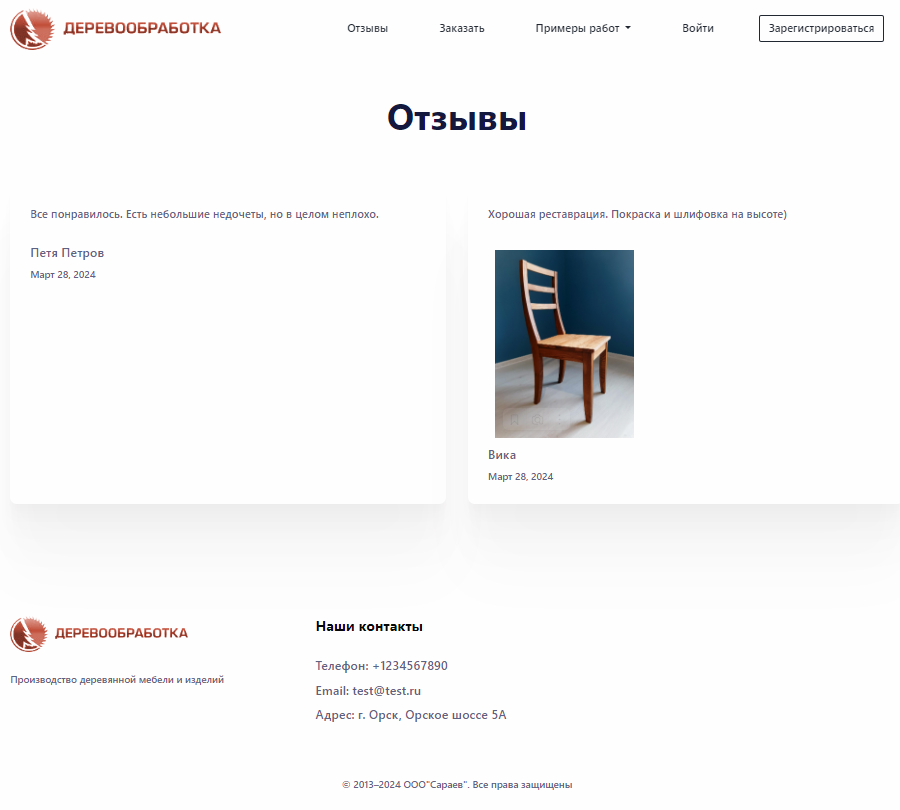 ДЕРЕВООБРАБОТКА
Отзывы
Заказать
Примеры работ
Войти
Зарегистрироваться
Отзывы
Все понравилось. Есть небольшие недочеты, но в целом неплохо.
Петя Петров
Март 28, 2024
Хорошая реставрация. Покраска и шлифовка на высоте)
Вика
Март 28, 2024
ДЕРЕВООБРАБОТКА
Производство деревянной мебели и изделий
Наши контакты
Телефон: +1234567890
Email: test@test.ru
Адрес: г. Орск, Орское шоссе 5А
© 2013–2024 ООО"Сараев". Все права защищены